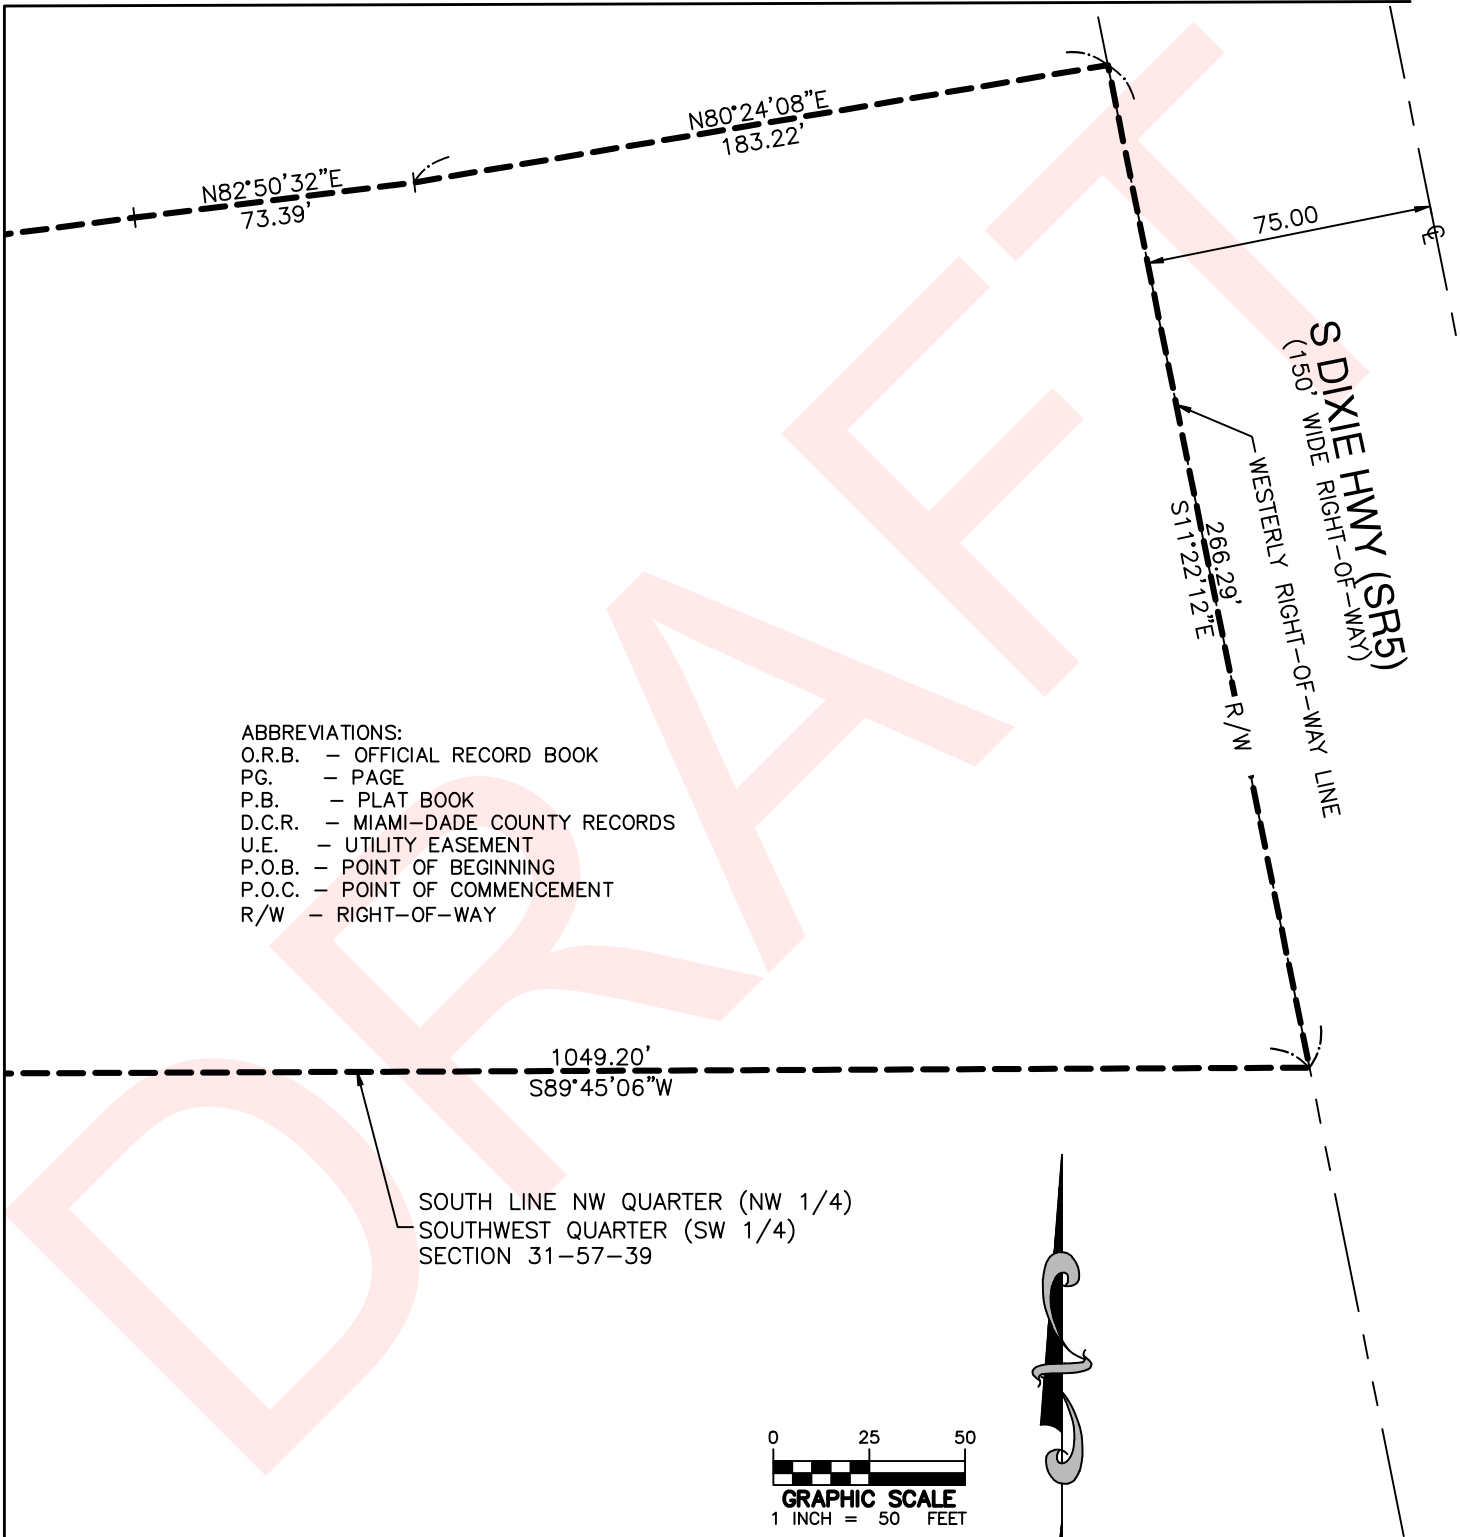 N80°24'08"E
183.22'
N82°50'32"E
73.39'
75.00
℄
S DIXIE HWY (SR5)
(150' WIDE RIGHT-OF-WAY)
WESTERLY RIGHT-OF-WAY LINE
266.29'
S11°22'12"E
R/W
ABBREVIATIONS:
O.R.B. - OFFICIAL RECORD BOOK
PG. - PAGE
P.B. - PLAT BOOK
D.C.R. - MIAMI-DADE COUNTY RECORDS
U.E. - UTILITY EASEMENT
P.O.B. - POINT OF BEGINNING
P.O.C. - POINT OF COMMENCEMENT
R/W - RIGHT-OF-WAY
1049.20'
S89°45'06"W
SOUTH LINE NW QUARTER (NW 1/4)
SOUTHWEST QUARTER (SW 1/4)
SECTION 31-57-39
0 25 50
GRAPHIC SCALE
1 INCH = 50 FEET
DRAFT